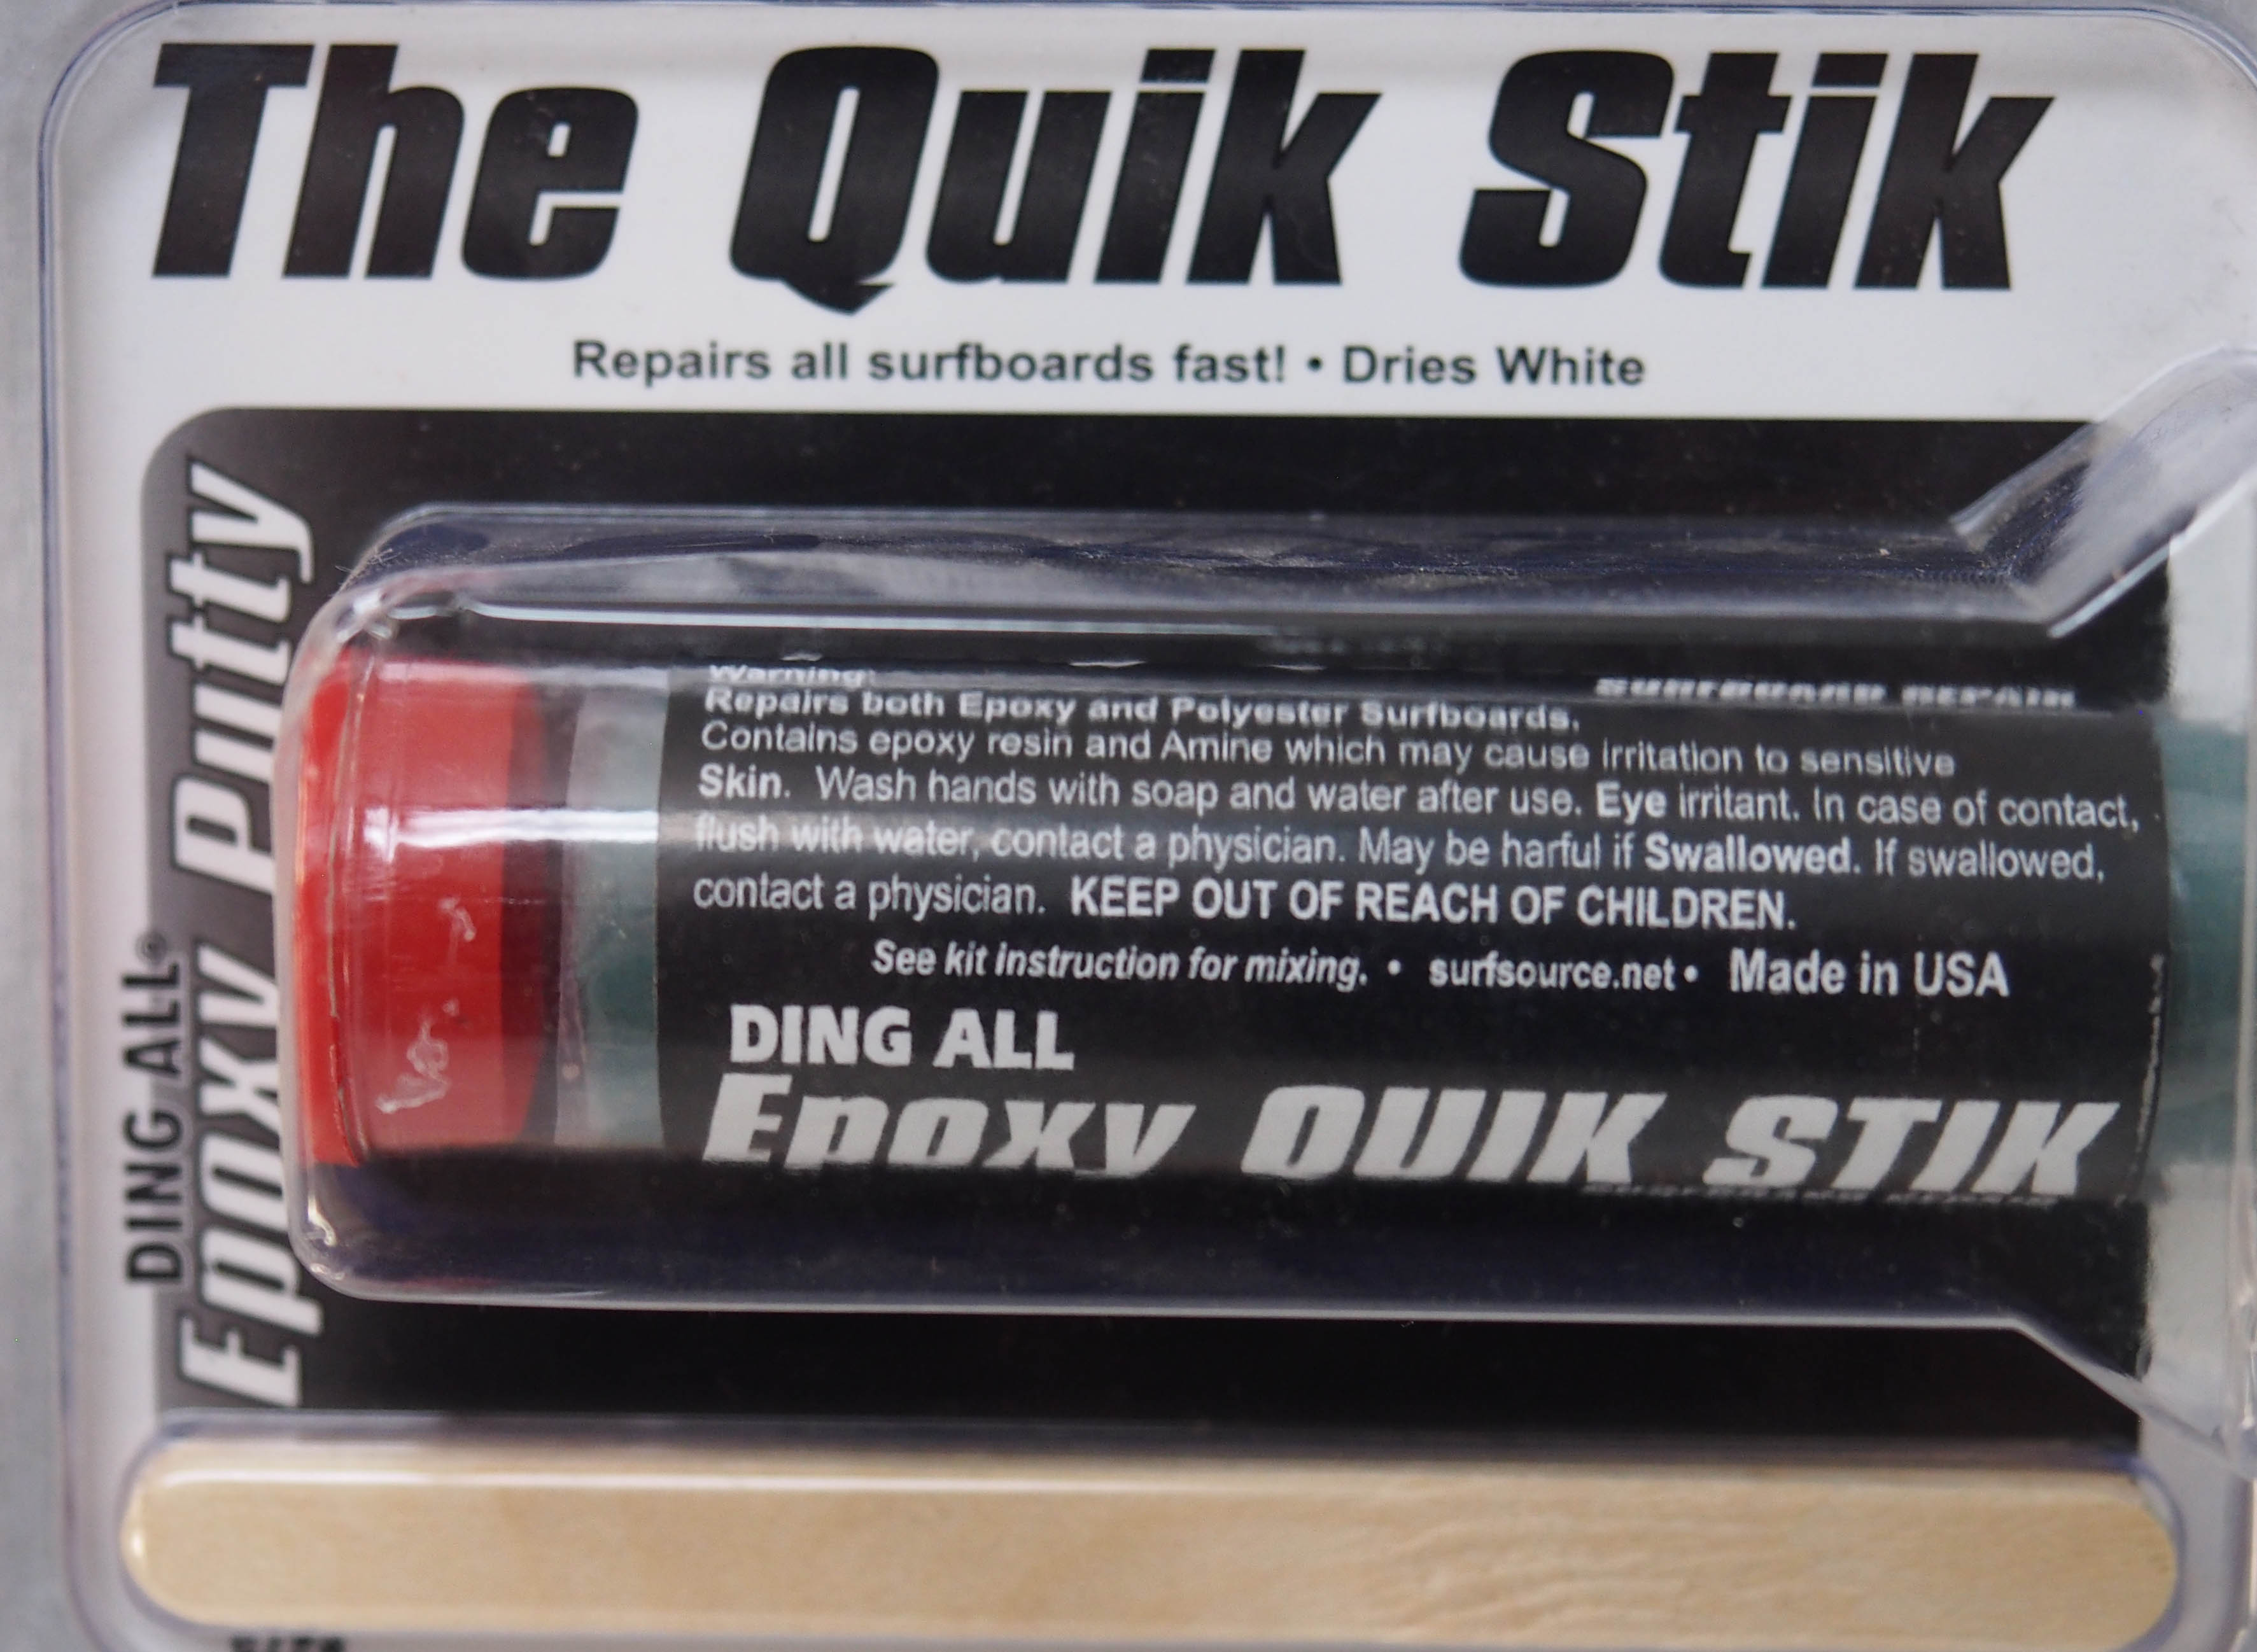 The Quik Stik
Repairs all surfboards fast! • Dries White
DING ALL®
Epoxy Putty
Warning:
SURFBOARD REPAIR
Repairs both Epoxy and Polyester Surfboards.
Contains epoxy resin and Amine which may cause irritation to sensitive
Skin. Wash hands with soap and water after use. Eye irritant. In case of contact,
flush with water, contact a physician. May be harful if Swallowed. If swallowed,
contact a physician. KEEP OUT OF REACH OF CHILDREN.
See kit instruction for mixing. • surfsource.net • Made in USA
DING ALL
Epoxy QUIK STIK